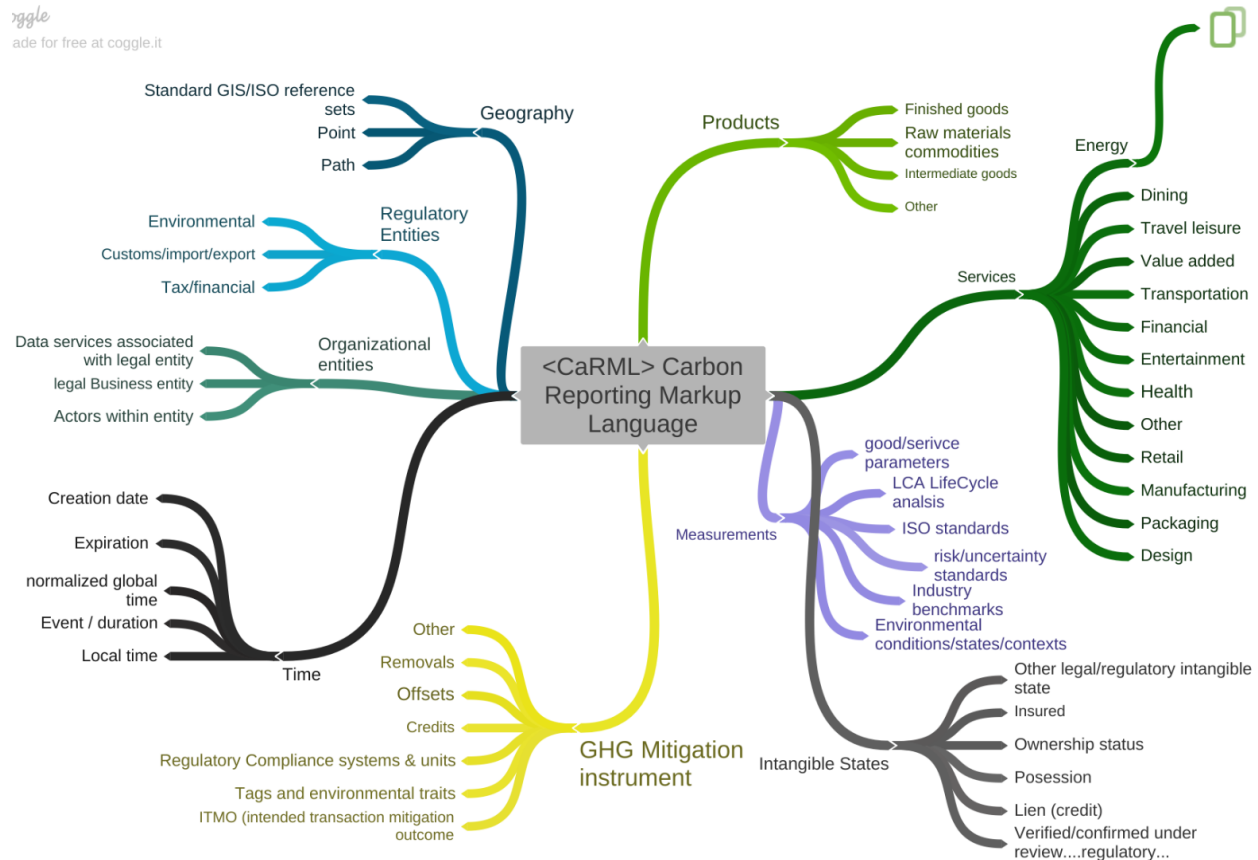 oggle
ade for free at coggle.it
<CaRML> Carbon
Reporting Markup
Language
Geography
Standard GIS/ISO reference
sets
Point
Path
Regulatory
Entities
Environmental
Customs/import/export
Tax/financial
Organizational
entities
Data services associated
with legal entity
legal Business entity
Actors within entity
Time
Creation date
Expiration
normalized global
time
Event / duration
Local time
Products
Finished goods
Raw materials
commodities
Intermediate goods
Other
Services
Energy
Dining
Travel leisure
Value added
Transportation
Financial
Entertainment
Health
Other
Retail
Manufacturing
Packaging
Design
Measurements
good/serivce
parameters
LCA LifeCycle
analsis
ISO standards
risk/uncertainty
standards
Industry
benchmarks
Environmental
conditions/states/contexts
GHG Mitigation
instrument
Other
Removals
Offsets
Credits
Regulatory Compliance systems & units
Tags and environmental traits
ITMO (intended transaction mitigation
outcome
Intangible States
Other legal/regulatory intangible
state
Insured
Ownership status
Posession
Lien (credit)
Verified/confirmed under
review....regulatory...